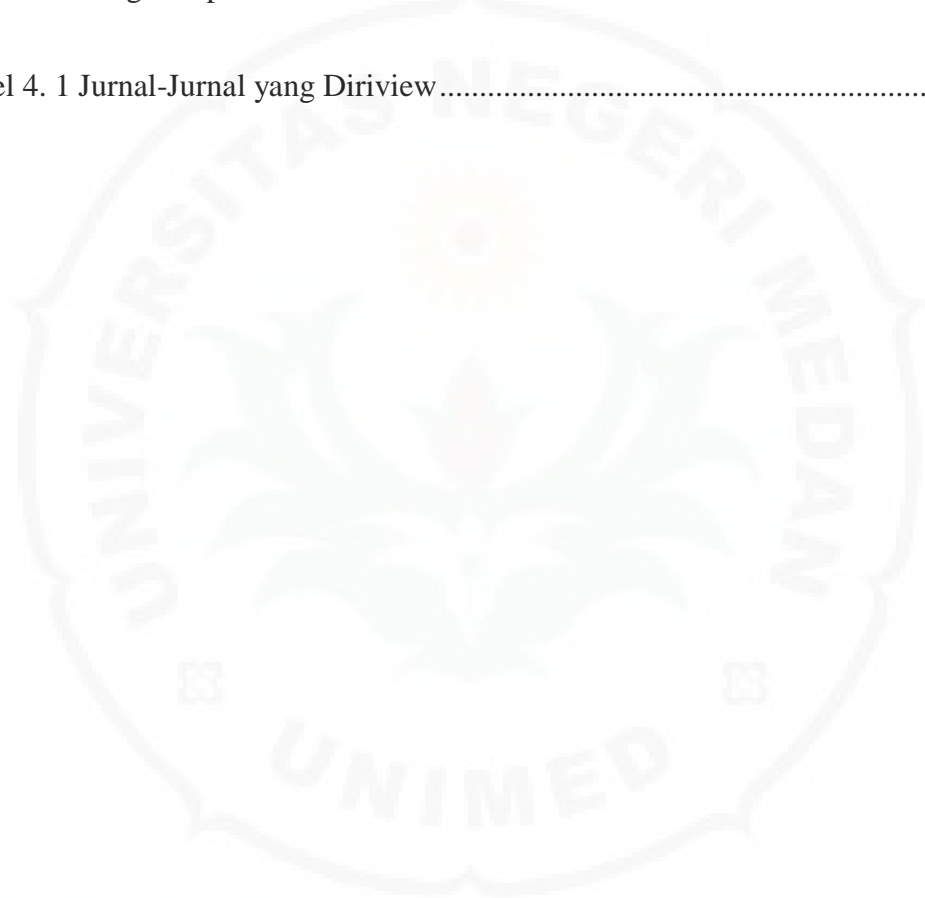 el 4. 1 Jurnal-Jurnal yang Diriview............................................................
UNIVERSITAS NEGERI MEDAN
UNIMED